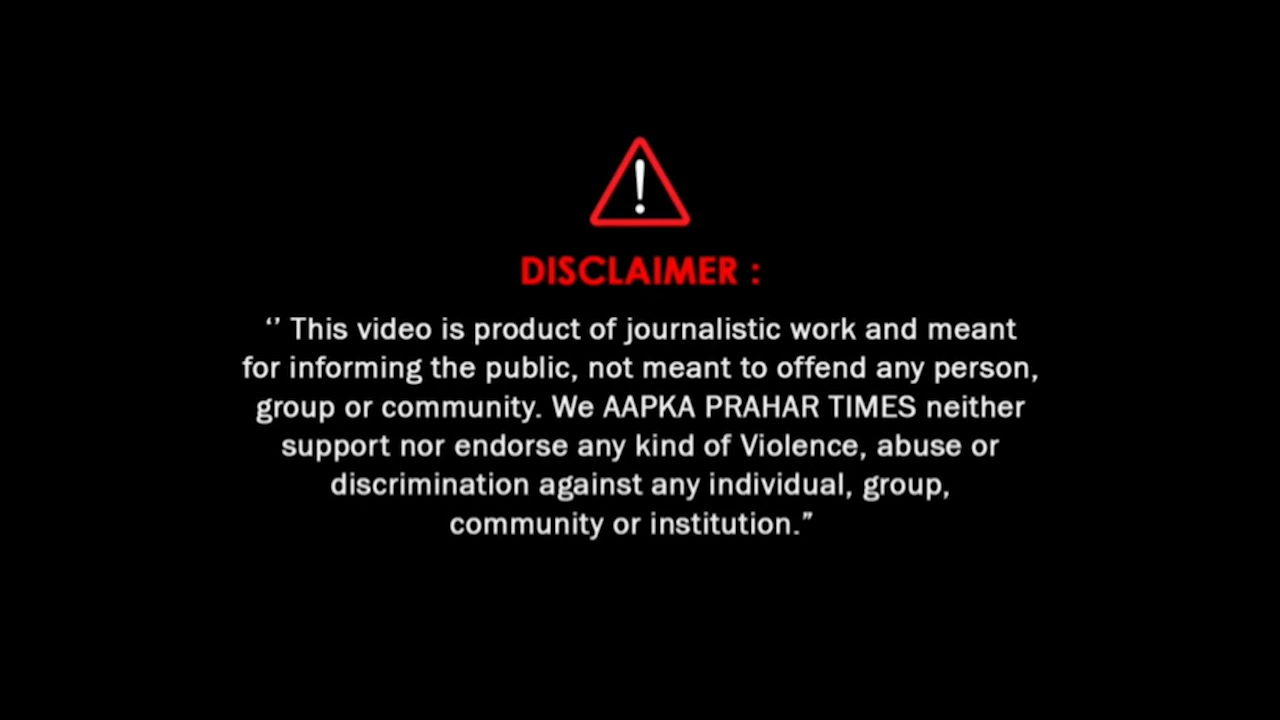 DISCLAIMER :
‘’ This video is product of journalistic work and meant
for informing the public, not meant to offend any person,
group or community. We AAPKA PRAHAR TIMES neither
support nor endorse any kind of Violence, abuse or
discrimination against any individual, group,
community or institution.”